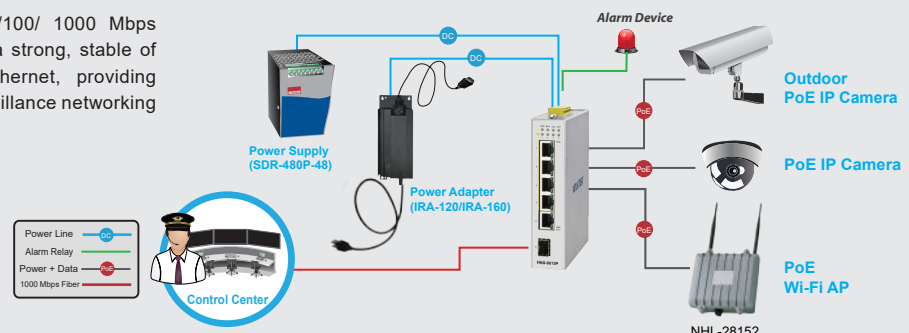 /100/ 1000 Mbps
a strong, stable of
hernet, providing
illance networking
DC
DC
Alarm Device
Power Supply
(SDR-480P-48)
Power Adapter
(IRA-120/IRA-160)
PoE
Outdoor
PoE IP Camera
PoE
PoE IP Camera
PoE
PoE
Wi-Fi AP
NHL-28152
Power Line DC
Alarm Relay
Power + Data PoE
1000 Mbps Fiber
Control Center